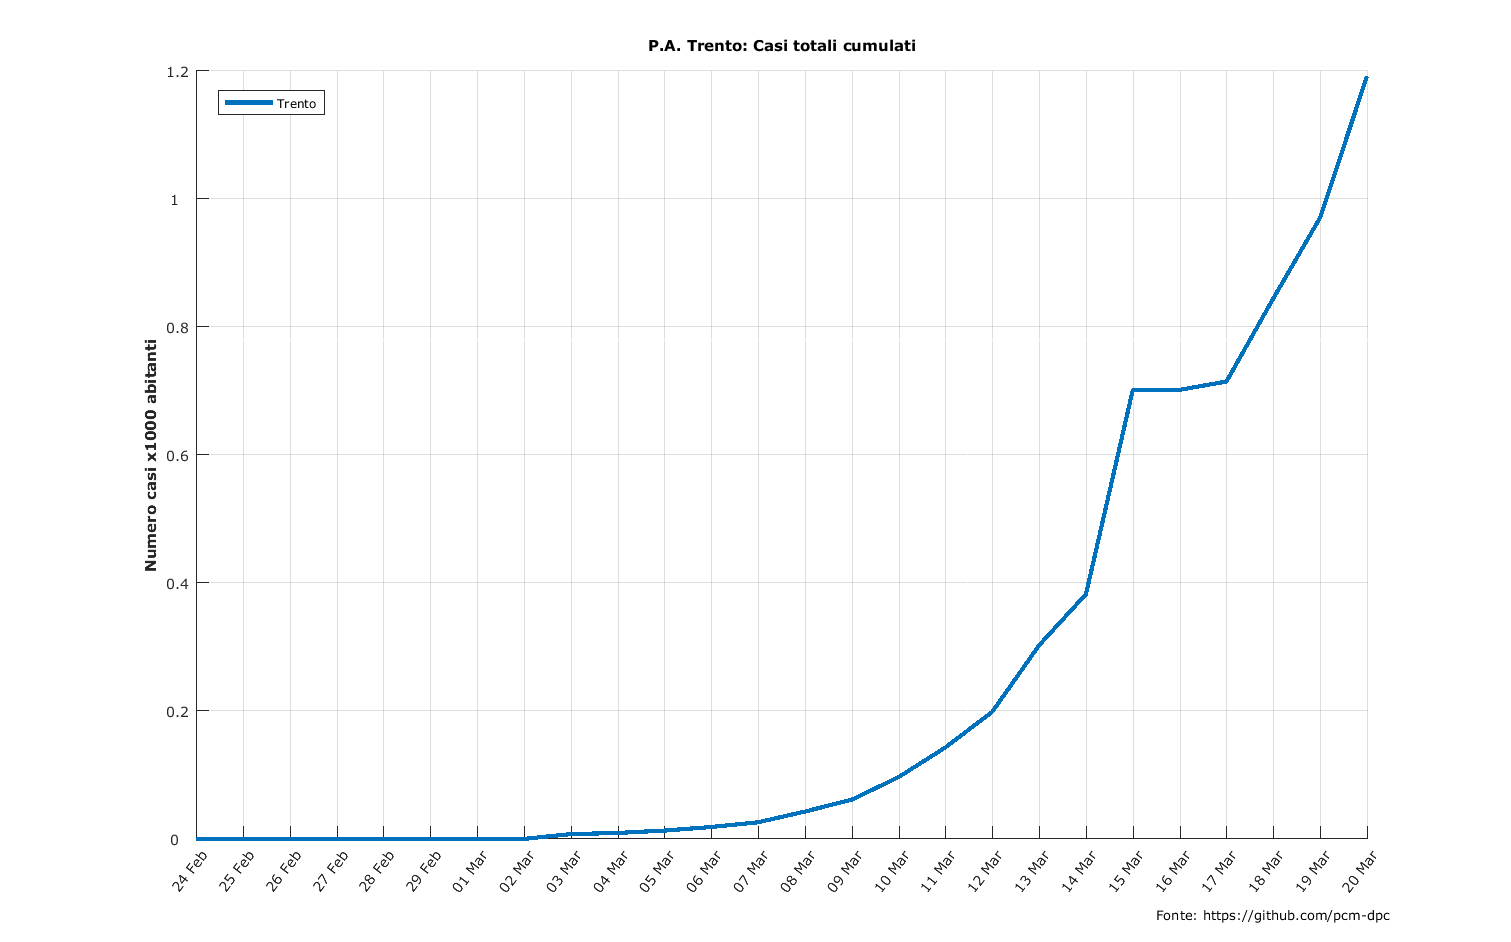 P.A. Trento: Casi totali cumulati
1.2
Trento
1
0.8
Numero casi x1000 abitanti
0.6
0.4
0.2
0
24 Feb
25 Feb
26 Feb
27 Feb
28 Feb
29 Feb
01 Mar
02 Mar
03 Mar
04 Mar
05 Mar
06 Mar
07 Mar
08 Mar
09 Mar
10 Mar
11 Mar
12 Mar
13 Mar
14 Mar
15 Mar
16 Mar
17 Mar
18 Mar
19 Mar
20 Mar
Fonte: https://github.com/pcm-dpc